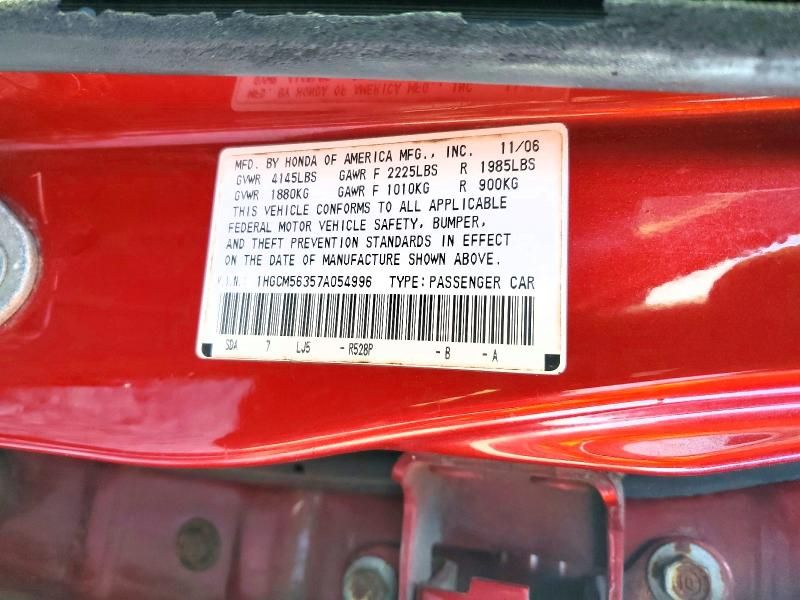 MFD. BY HONDA OF AMERICA MFG., INC. 11/06
GVWR 4145LBS GAWR F 2225LBS R 1985LBS
GVWR 1880KG GAWR F 1010KG R 900KG
THIS VEHICLE CONFORMS TO ALL APPLICABLE
FEDERAL MOTOR VEHICLE SAFETY, BUMPER,
AND THEFT PREVENTION STANDARDS IN EFFECT
ON THE DATE OF MANUFACTURE SHOWN ABOVE.
V.I.N.: 1HGCM56357A054996 TYPE: PASSENGER CAR
SDA 7 LJ5 -R528P -B -A